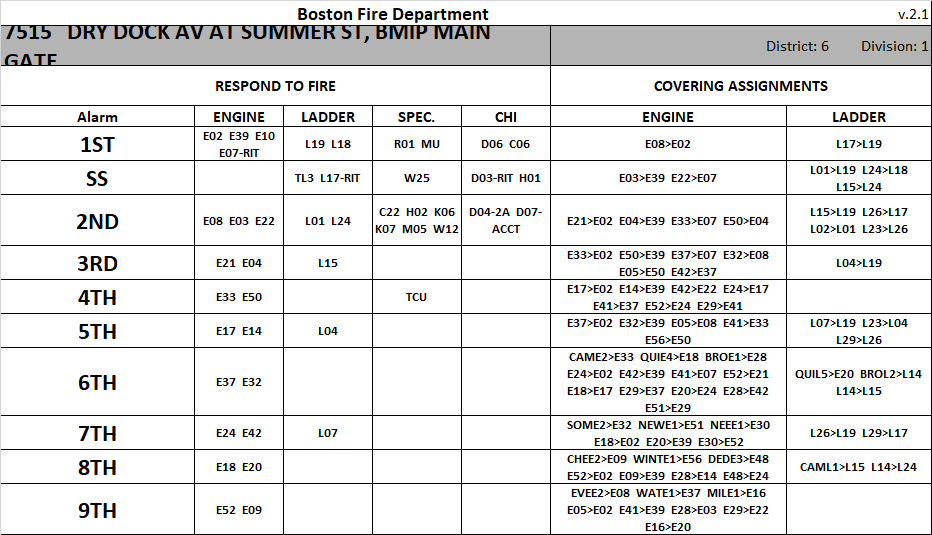 Boston Fire Department v.2.1
7515 DRY DOCK AV AT SUMMER ST, BMIP MAIN
GATE
District: 6 Division: 1
RESPOND TO FIRE COVERING ASSIGNMENTS
Alarm ENGINE LADDER SPEC. CHI ENGINE LADDER
1ST
E02 E39 E10
E07-RIT
L19 L18
R01 MU
D06 C06
E08>E02
L17>L19
SS
TL3 L17-RIT
W25
D03-RIT H01
E03>E39 E22>E07
L01>L19 L24>L18
L15>L24
2ND
E08 E03 E22
L01 L24
C22 H02 K06
K07 M05 W12
D04-2A D07-
ACCT
E21>E02 E04>E39 E33>E07 E50>E04
L15>L19 L26>L17
L02>L01 L23>L26
3RD
E21 E04
L15
E33>E02 E50>E39 E37>E07 E32>E08
E05>E50 E42>E37
L04>L19
4TH
E33 E50
TCU
E17>E02 E14>E39 E42>E22 E24>E17
E41>E37 E52>E24 E29>E41
5TH
E17 E14
L04
E37>E02 E32>E39 E05>E08 E41>E33
E56>E50
L07>L19 L23>L04
L29>L26
6TH
E37 E32
CAME2>E33 QUIE4>E18 BROE1>E28
E24>E02 E42>E39 E41>E07 E52>E21
E18>E17 E29>E37 E20>E24 E28>E42
E51>E29
QUIL5>E20 BROL2>L14
L14>L15
7TH
E24 E42
L07
SOME2>E32 NEWE1>E51 NEEE1>E30
E18>E02 E20>E39 E30>E52
L26>L19 L29>L17
8TH
E18 E20
CHEE2>E09 WINTE1>E56 DEDE3>E48
E52>E02 E09>E39 E28>E14 E48>E24
CAML1>L15 L14>L24
9TH
E52 E09
EVEE2>E08 WATE1>E37 MILE1>E16
E05>E02 E41>E39 E28>E03 E29>E22
E16>E20